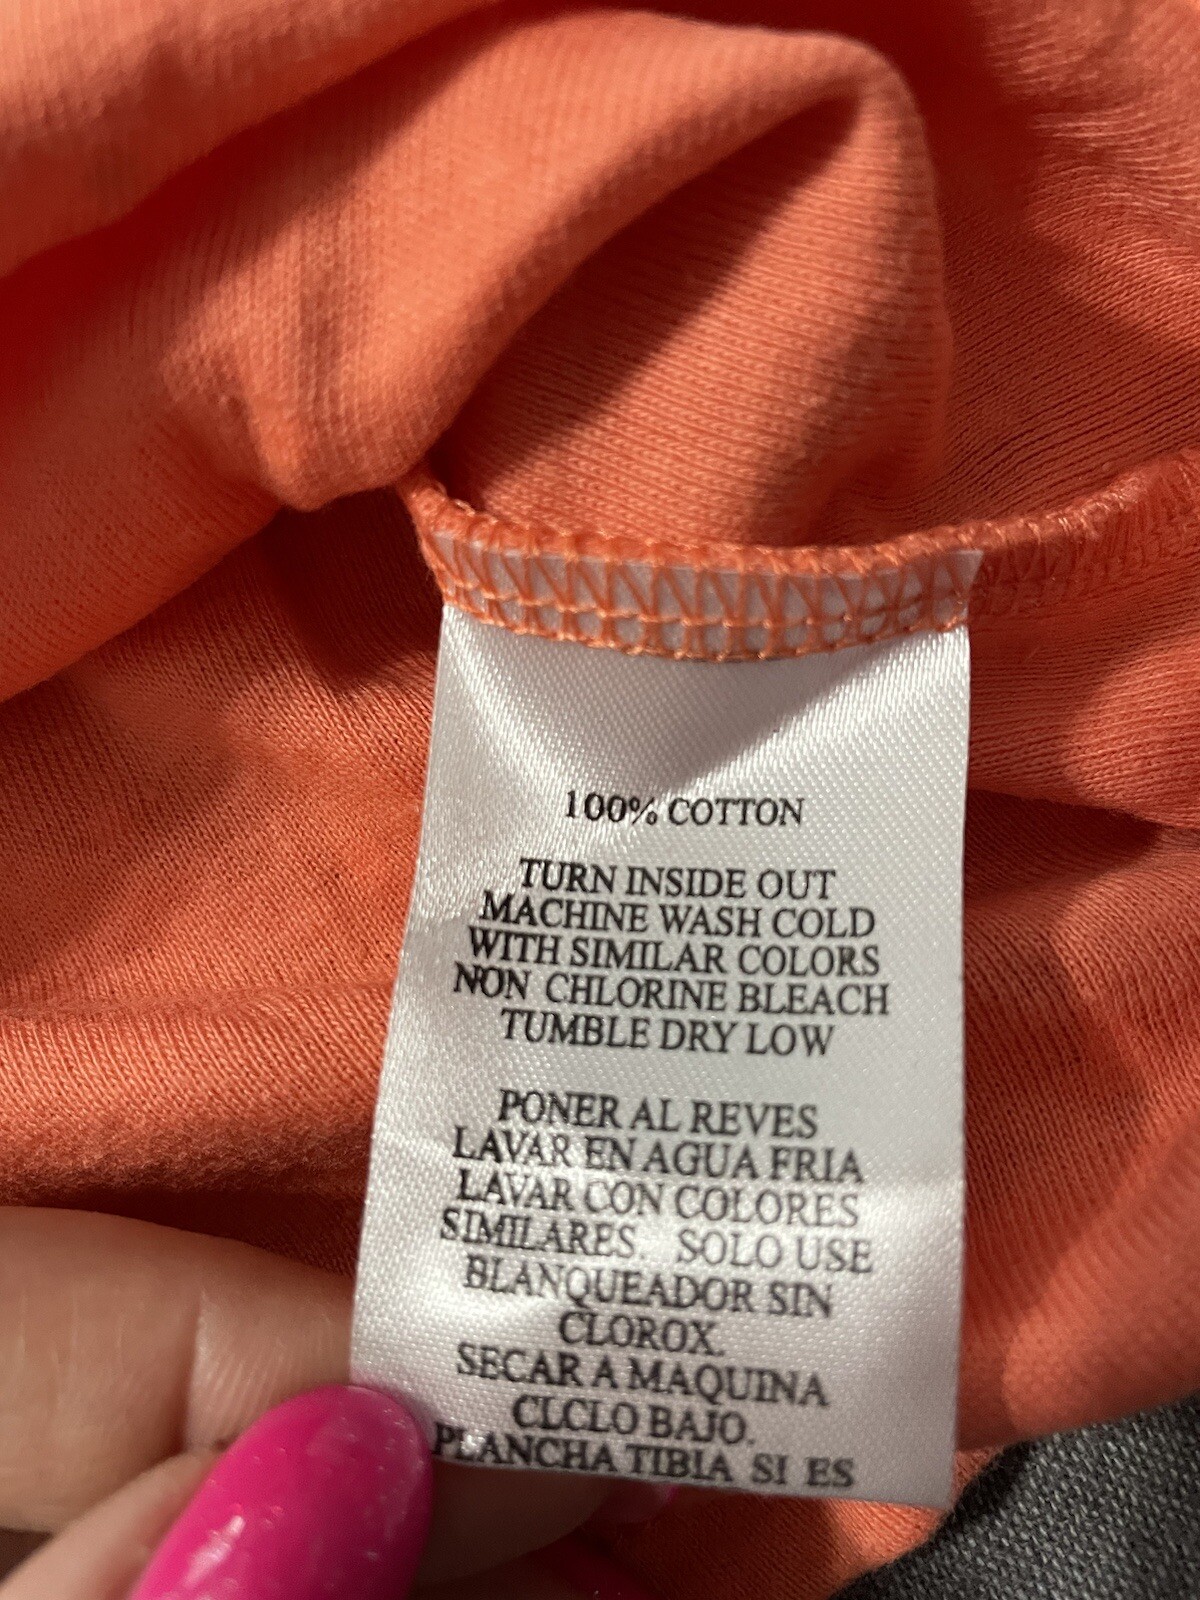 100% COTTON
TURN INSIDE OUT
MACHINE WASH COLD
WITH SIMILAR COLORS
NON CHLORINE BLEACH
TUMBLE DRY LOW
PONER AL REVES
LAVAR EN AGUA FRIA
LAVAR CON COLORES
SIMILARES. SOLO USE
BLANQUEADOR SIN
CLOROX.
SECAR A MAQUINA
CLCLO BAJO.
PLANCHA TIBIA SI ES